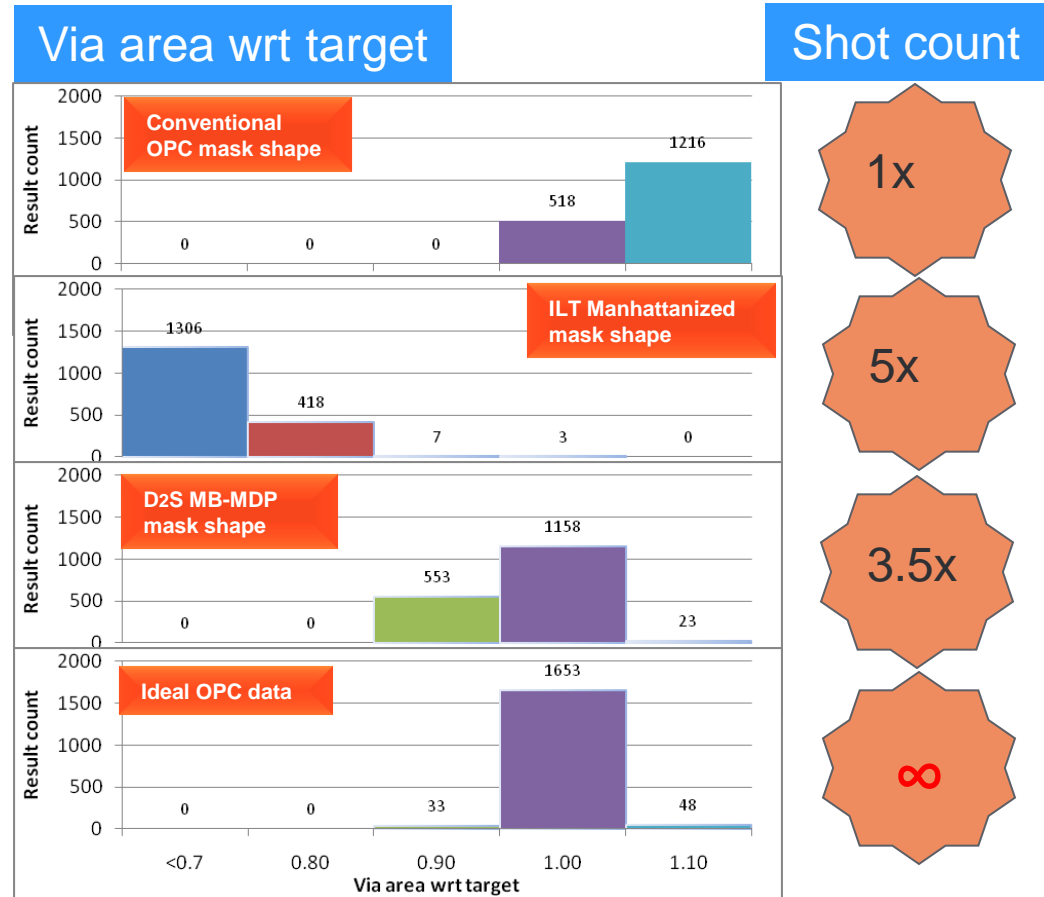 Via area wrt target
Shot count
2000
1500
1000
500
0
Result count
Conventional
OPC mask shape
0
0
0
518
1216
1x
2000
1500
1000
500
0
Result count
ILT Manhattanized
mask shape
1306
418
7
3
0
5x
2000
1500
1000
500
0
Result count
D2S MB-MDP
mask shape
0
0
553
1158
23
3.5x
2000
1500
1000
500
0
Result count
Ideal OPC data
0
0
33
1653
48
∞
<0.7 0.80 0.90 1.00 1.10
Via area wrt target